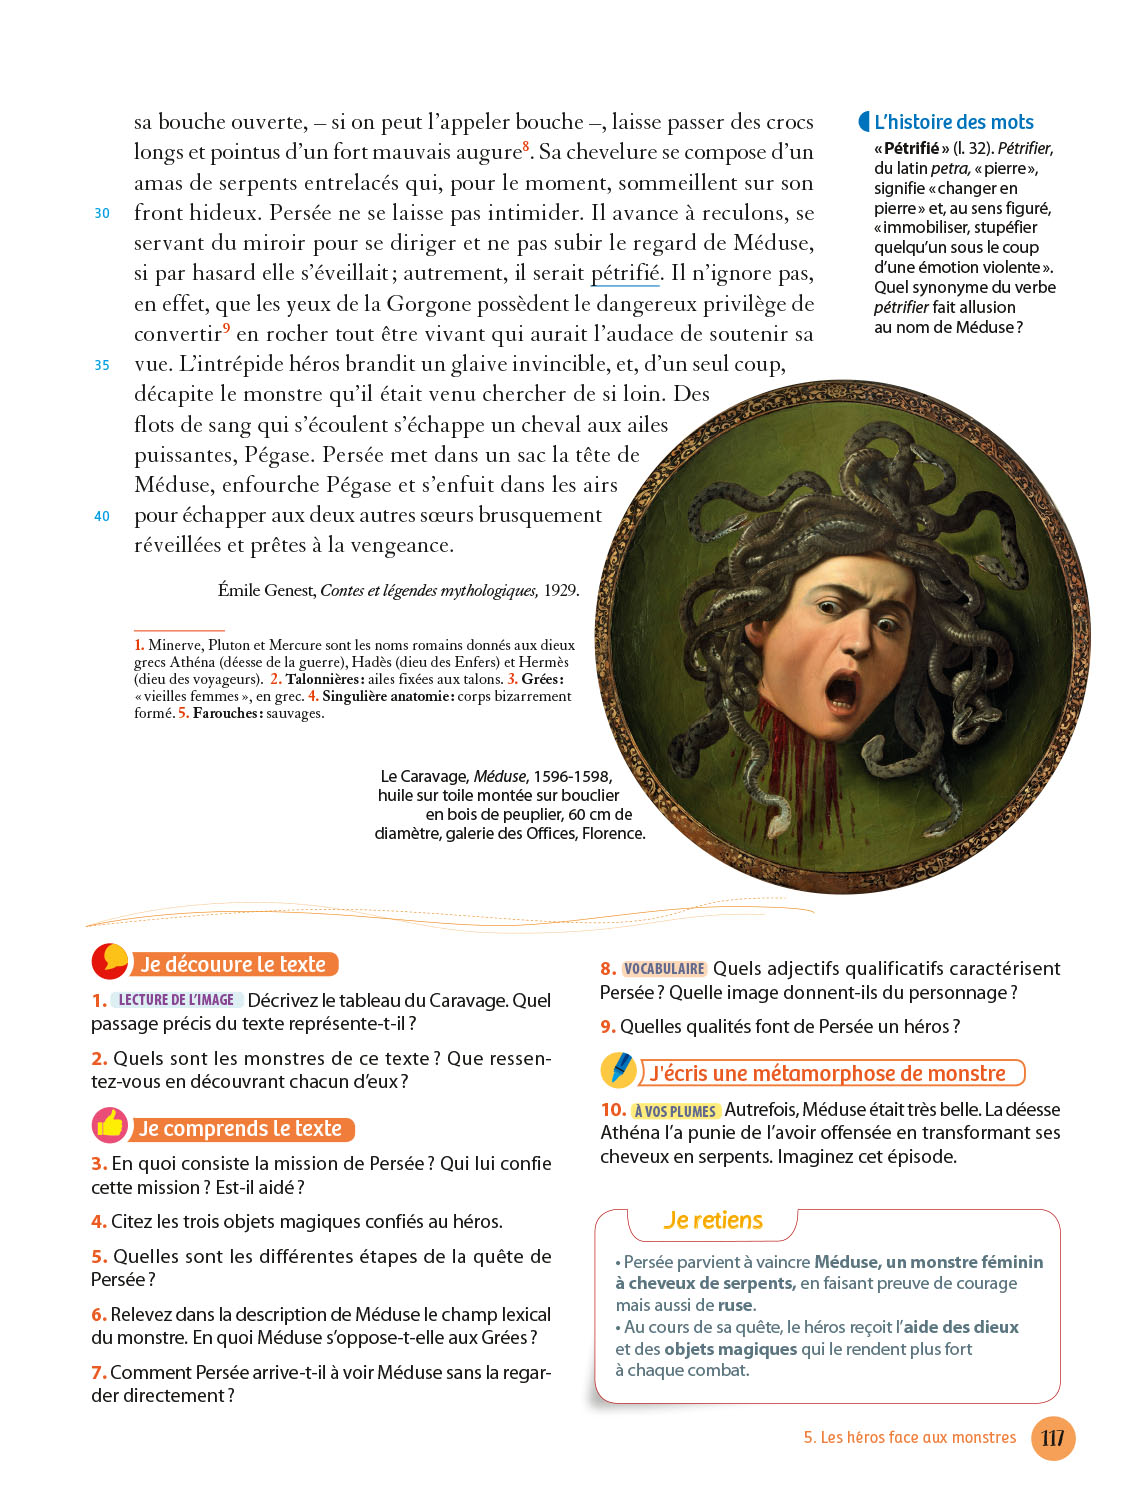 sa bouche ouverte, – si on peut l'appeler bouche –, laisse passer des crocs
longs et pointus d'un fort mauvais augure8. Sa chevelure se compose d'un
amas de serpents entrelacés qui, pour le moment, sommeillent sur son
30 front hideux. Persée ne se laisse pas intimider. Il avance à reculons, se
servant du miroir pour se diriger et ne pas subir le regard de Méduse,
si par hasard elle s'éveillait ; autrement, il serait pétrifié. Il n'ignore pas,
en effet, que les yeux de la Gorgone possèdent le dangereux privilège de
convertir9 en rocher tout être vivant qui aurait l'audace de soutenir sa
35 vue. L'intrépide héros brandit un glaive invincible, et, d'un seul coup,
décapite le monstre qu'il était venu chercher de si loin. Des
flots de sang qui s'écoulent s'échappe un cheval aux ailes
puissantes, Pégase. Persée met dans un sac la tête de
Méduse, enfourche Pégase et s'enfuit dans les airs
40 pour échapper aux deux autres sœurs brusquement
réveillées et prêtes à la vengeance.
Émile Genest, Contes et légendes mythologiques, 1929.
1. Minerve, Pluton et Mercure sont les noms romains donnés aux dieux
grecs Athéna (déesse de la guerre), Hadès (dieu des Enfers) et Hermès
(dieu des voyageurs). 2. Talonnières : ailes fixées aux talons. 3. Grées :
« vieilles femmes », en grec. 4. Singulière anatomie : corps bizarrement
formé. 5. Farouches : sauvages.
L'histoire des mots
« Pétrifié » (l. 32). Pétrifier,
du latin petra, « pierre »,
signifie « changer en
pierre » et, au sens figuré,
« immobiliser, stupéfier
quelqu'un sous le coup
d'une émotion violente ».
Quel synonyme du verbe
pétrifier fait allusion
au nom de Méduse ?
Le Caravage, Méduse, 1596-1598,
huile sur toile montée sur bouclier
en bois de peuplier, 60 cm de
diamètre, galerie des Offices, Florence.
Je découvre le texte
1. LECTURE DE L'IMAGE Décrivez le tableau du Caravage. Quel
passage précis du texte représente-t-il ?
2. Quels sont les monstres de ce texte ? Que ressen-
tez-vous en découvrant chacun d'eux ?
Je comprends le texte
3. En quoi consiste la mission de Persée ? Qui lui confie
cette mission ? Est-il aidé ?
4. Citez les trois objets magiques confiés au héros.
5. Quelles sont les différentes étapes de la quête de
Persée ?
6. Relevez dans la description de Méduse le champ lexical
du monstre. En quoi Méduse s'oppose-t-elle aux Grées ?
7. Comment Persée arrive-t-il à voir Méduse sans la regar-
der directement ?
8. VOCABULAIRE Quels adjectifs qualificatifs caractérisent
Persée ? Quelle image donnent-ils du personnage ?
9. Quelles qualités font de Persée un héros ?
J'écris une métamorphose de monstre
10. À VOS PLUMES Autrefois, Méduse était très belle. La déesse
Athéna l'a punie de l'avoir offensée en transformant ses
cheveux en serpents. Imaginez cet épisode.
Je retiens
• Persée parvient à vaincre Méduse, un monstre féminin
à cheveux de serpents, en faisant preuve de courage
mais aussi de ruse.
• Au cours de sa quête, le héros reçoit l'aide des dieux
et des objets magiques qui le rendent plus fort
à chaque combat.
5. Les héros face aux monstres 117